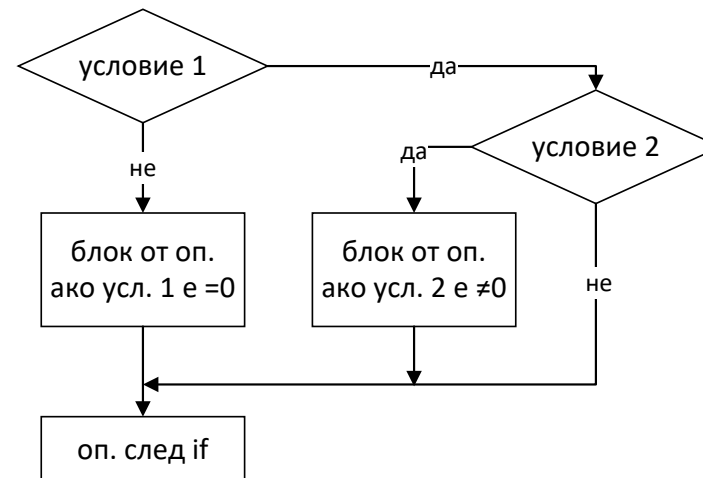 условие 1
да
условие 2
да
не
блок от оп.
ако усл. 1 е =0
блок от оп.
ако усл. 2 е ≠0
не
оп. след if